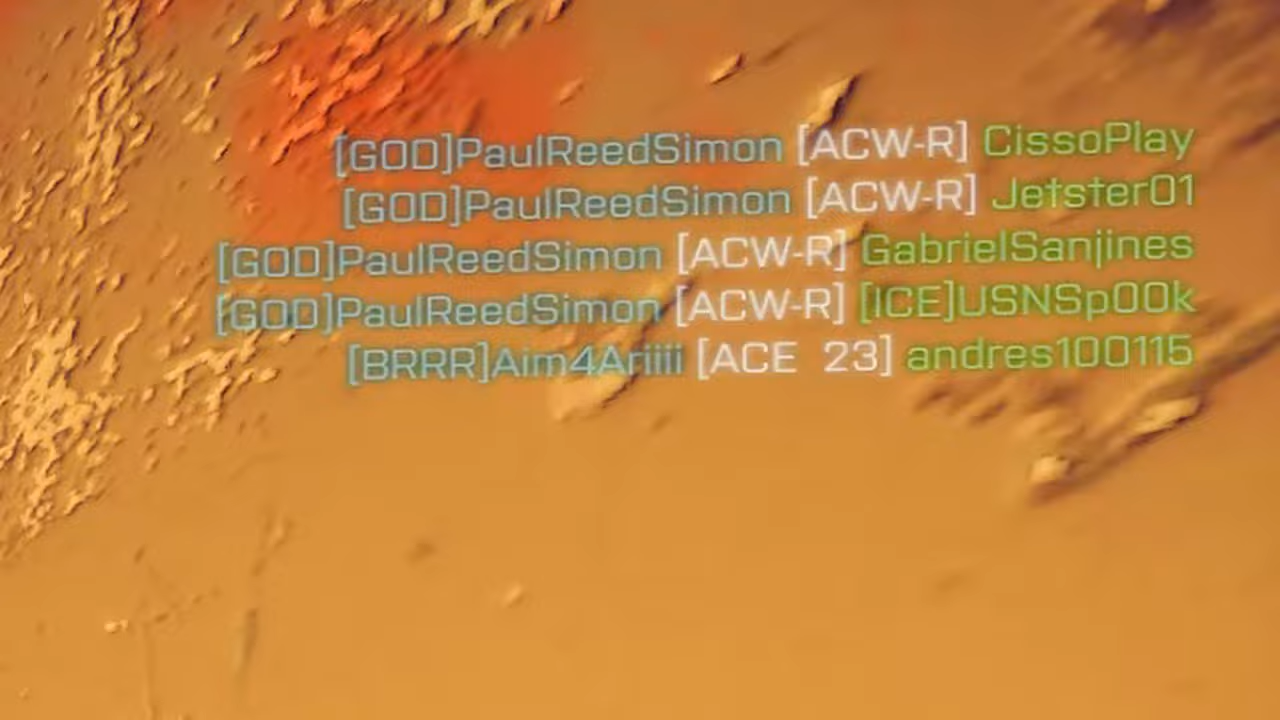 [GOD]PaulReedSimon [ACW-R] CissoPlay
[GOD]PaulReedSimon [ACW-R] Jetster01
[GOD]PaulReedSimon [ACW-R] GabrielSanjines
[GOD]PaulReedSimon [ACW-R] [ICE]USNSp00k
[BRRR]Aim4Ariiii [ACE 23] andres100115